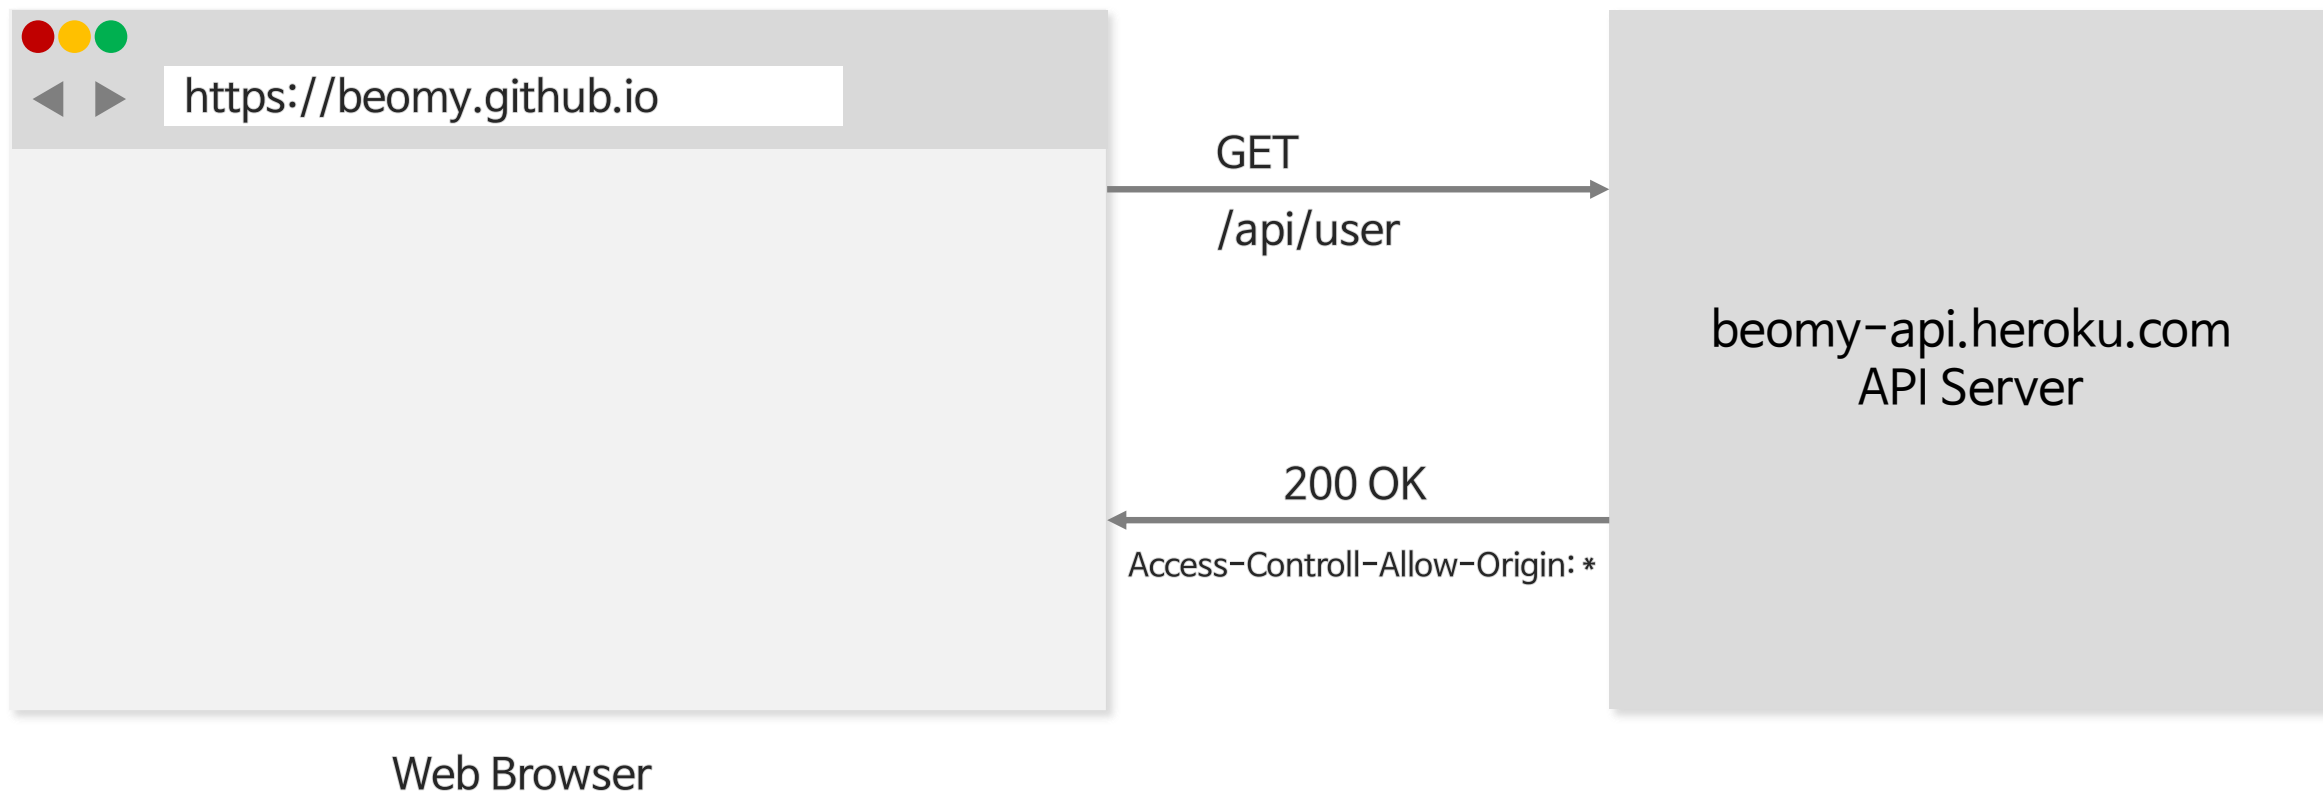 https://beomy.github.io
GET
/api/user
beomy-api.heroku.com
API Server
200 OK
Access-Controll-Allow-Origin: *
Web Browser